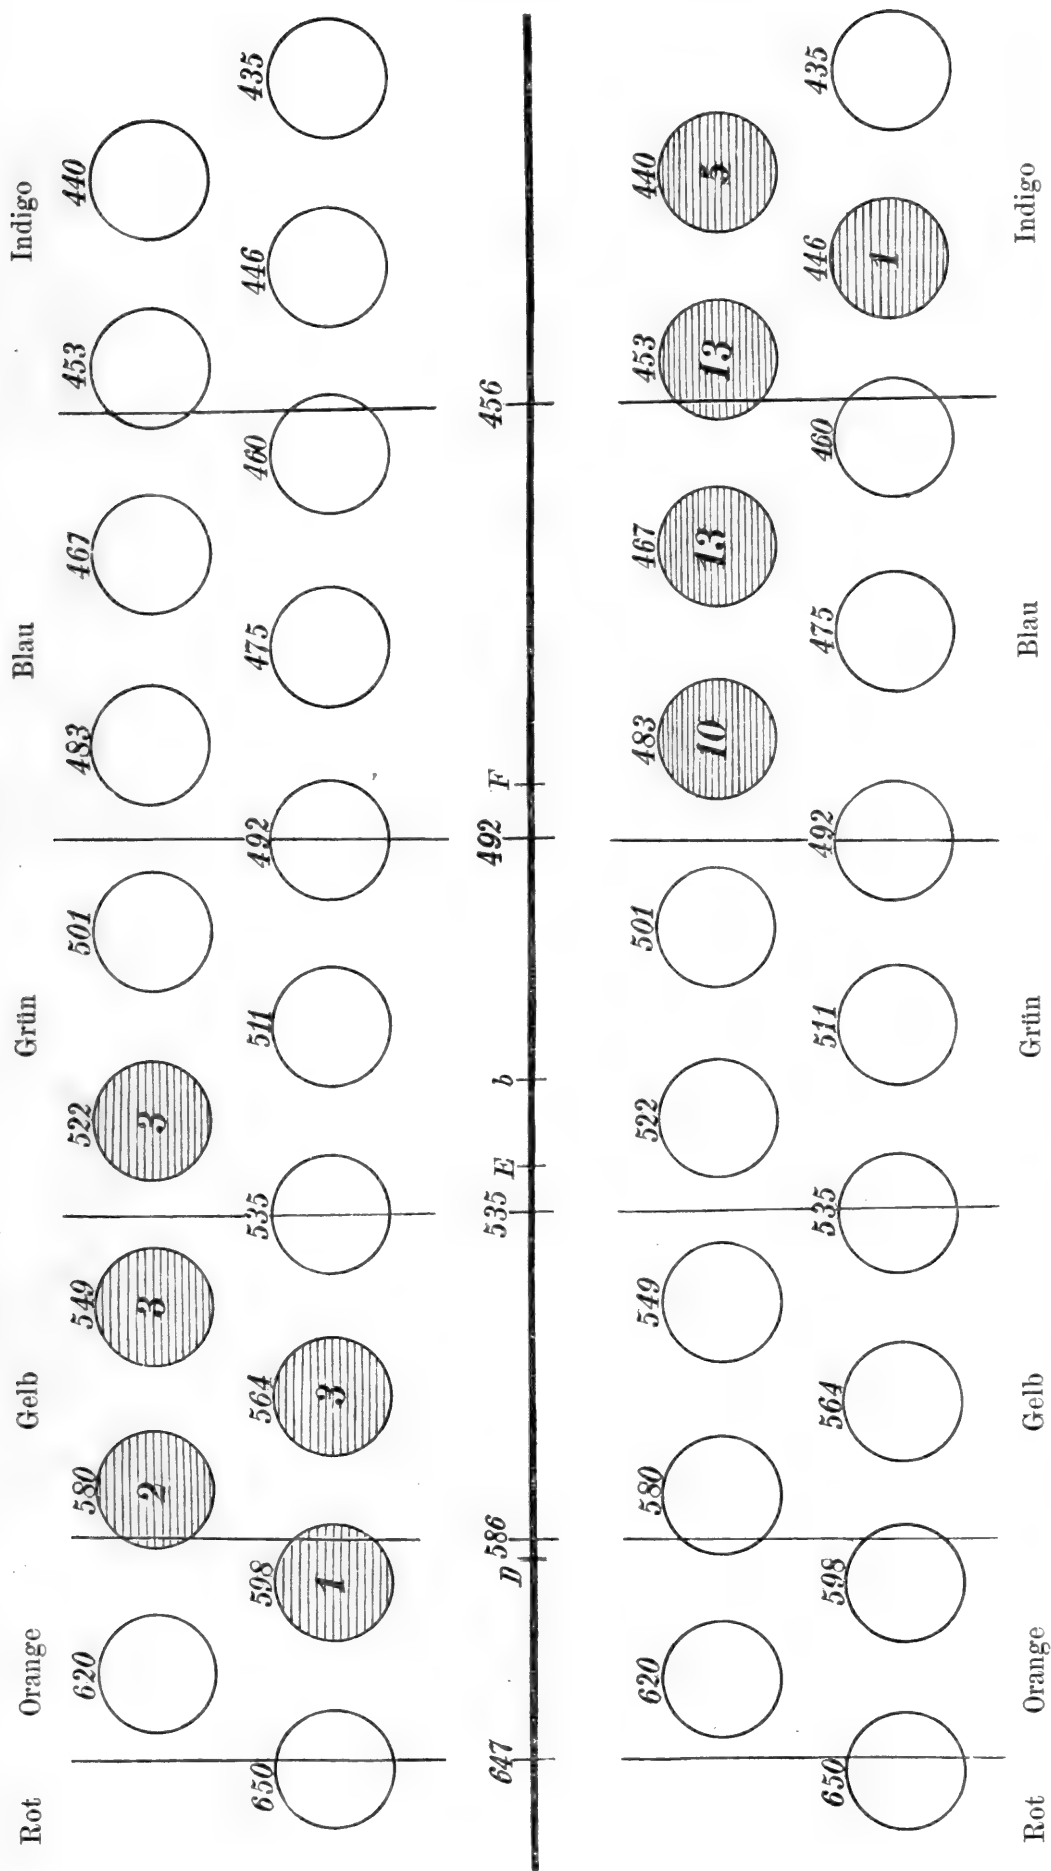 Rot Orange Gelb Grün Blau Indigo
620 580 549 522 501 483 467 453 440
2 3 3
650 598 564 535 511 492 475 460 446 435
1 3
647 D 586 535 E b 492 F 456
620 580 549 522 501 483 467 453 440
10 13 13 5
650 598 564 535 511 492 475 460 446 435
1
Rot Orange Gelb Grün Blau Indigo